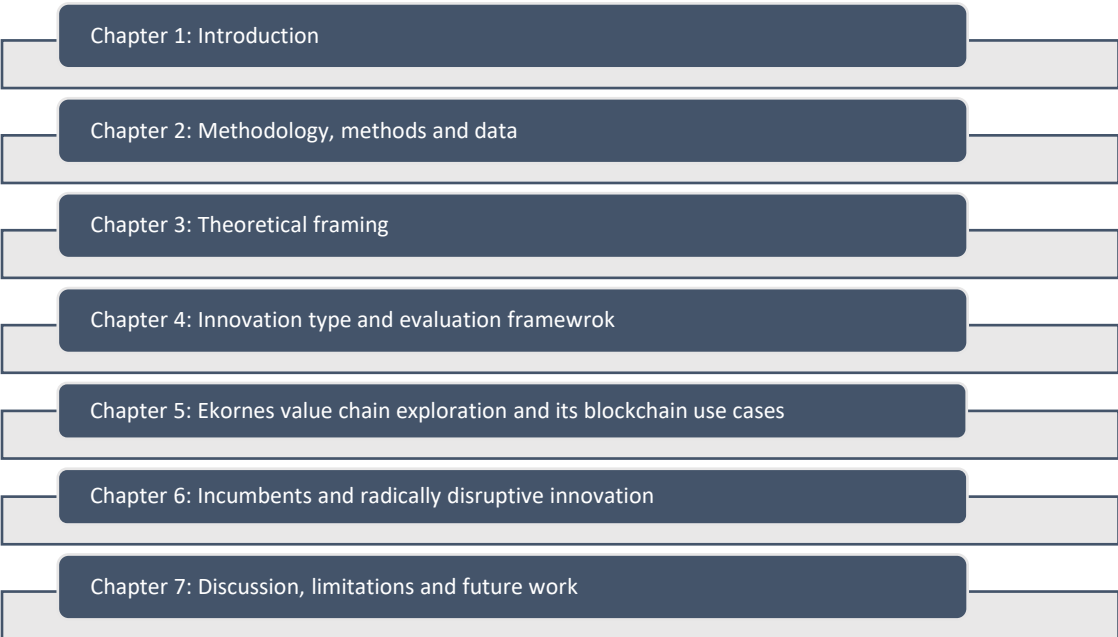 Chapter 1: Introduction
Chapter 2: Methodology, methods and data
Chapter 3: Theoretical framing
Chapter 4: Innovation type and evaluation framewrok
Chapter 5: Ekornes value chain exploration and its blockchain use cases
Chapter 6: Incumbents and radically disruptive innovation
Chapter 7: Discussion, limitations and future work